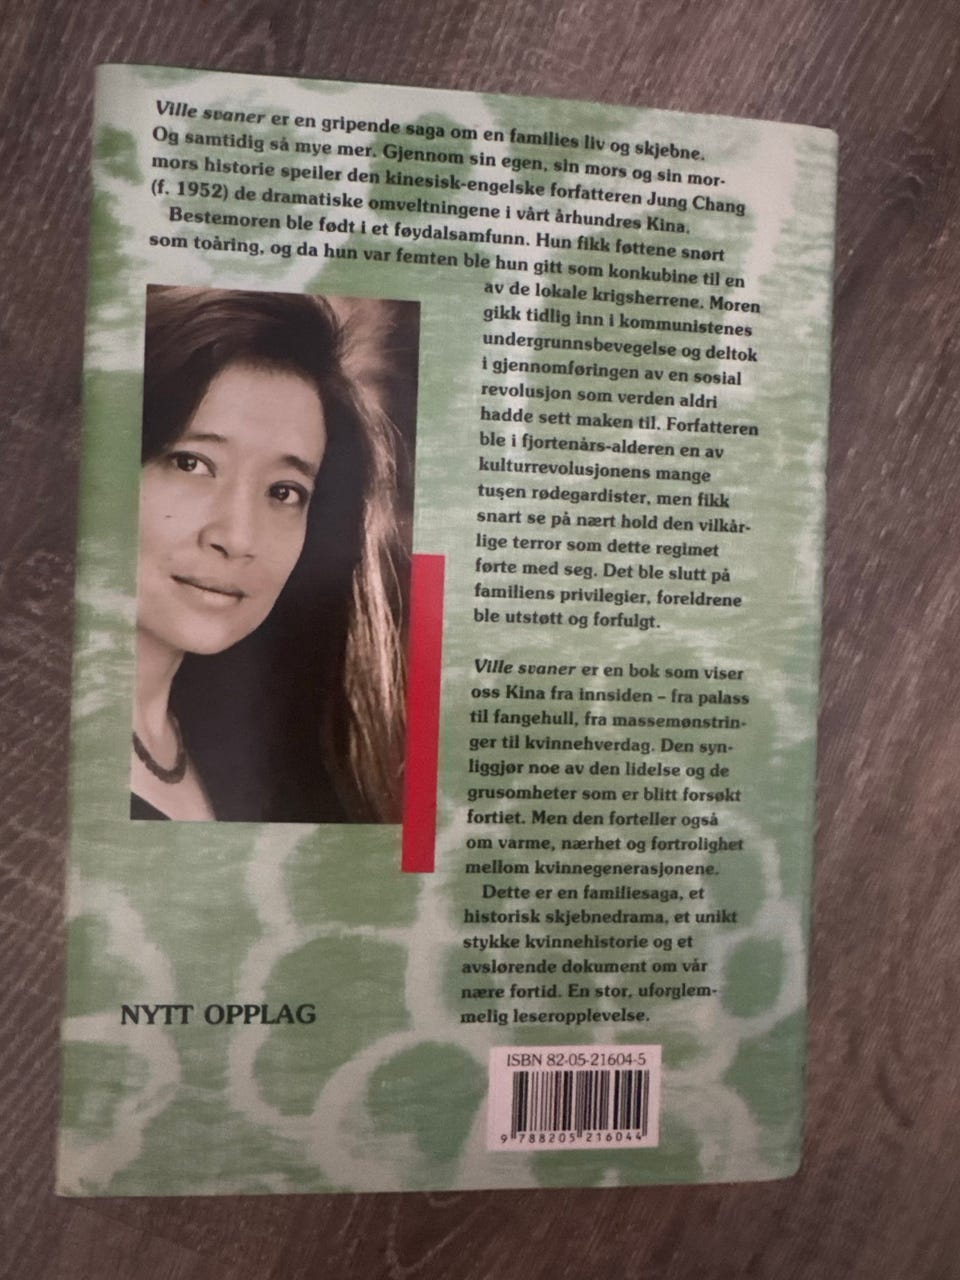 Ville svaner er en gripende saga om en families liv og skjebne.
Og samtidig så mye mer. Gjennom sin egen, sin mors og sin mor-
mors historie speiler den kinesisk-engelske forfatteren Jung Chang
(f. 1952) de dramatiske omveltningene i vårt århundres Kina.
Bestemoren ble født i et føydalsamfunn. Hun fikk føttene snørt
som toåring, og da hun var femten ble hun gitt som konkubine til en
av de lokale krigsherrene. Moren
gikk tidlig inn i kommunistenes
undergrunnsbevegelse og deltok
i gjennomføringen av en sosial
revolusjon som verden aldri
hadde sett maken til. Forfatteren
ble i fjortenårs-alderen en av
kulturrevolusjonens mange
tusen rødegardister, men fikk
snart se på nært hold den vilkår-
lige terror som dette regimet
førte med seg. Det ble slutt på
familiens privilegier, foreldrene
ble utstøtt og forfulgt.
Ville svaner er en bok som viser
oss Kina fra innsiden – fra palass
til fangehull, fra massemønstrin-
ger til kvinnehverdag. Den syn-
liggjør noe av den lidelse og de
grusomheter som er blitt forsøkt
fortiet. Men den forteller også
om varme, nærhet og fortrolighet
mellom kvinnegenerasjonene.
Dette er en familiesaga, et
historisk skjebnedrama, et unikt
stykke kvinnehistorie og et
avslørende dokument om vår
nære fortid. En stor, uforglem-
melig leseropplevelse.
NYTT OPPLAG
ISBN 82-05-21604-5
9 788205 216044